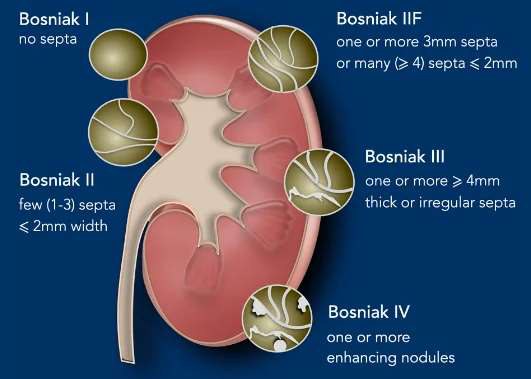 Bosniak I
no septa
Bosniak II
few (1-3) septa
⩽ 2mm width
Bosniak IIF
one or more 3mm septa
or many (⩾ 4) septa ⩽ 2mm
Bosniak III
one or more ⩾ 4mm
thick or irregular septa
Bosniak IV
one or more
enhancing nodules